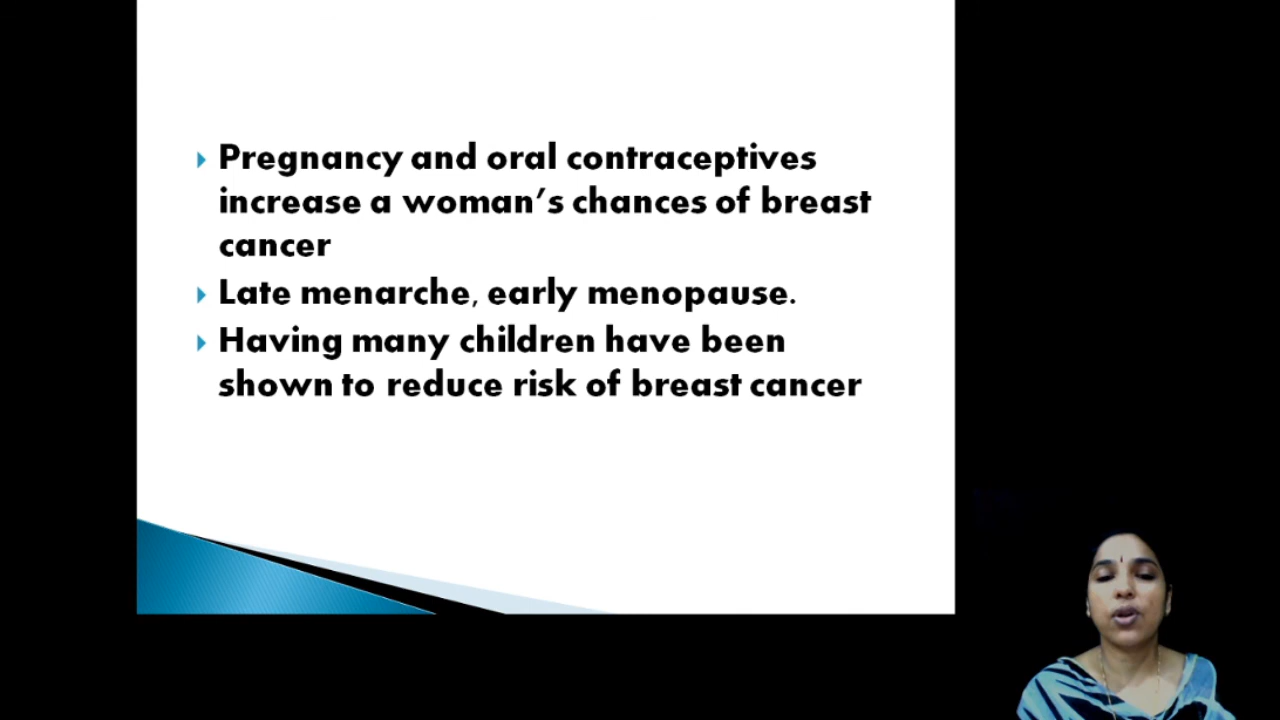 Pregnancy and oral contraceptives
increase a woman’s chances of breast
cancer
Late menarche, early menopause.
Having many children have been
shown to reduce risk of breast cancer